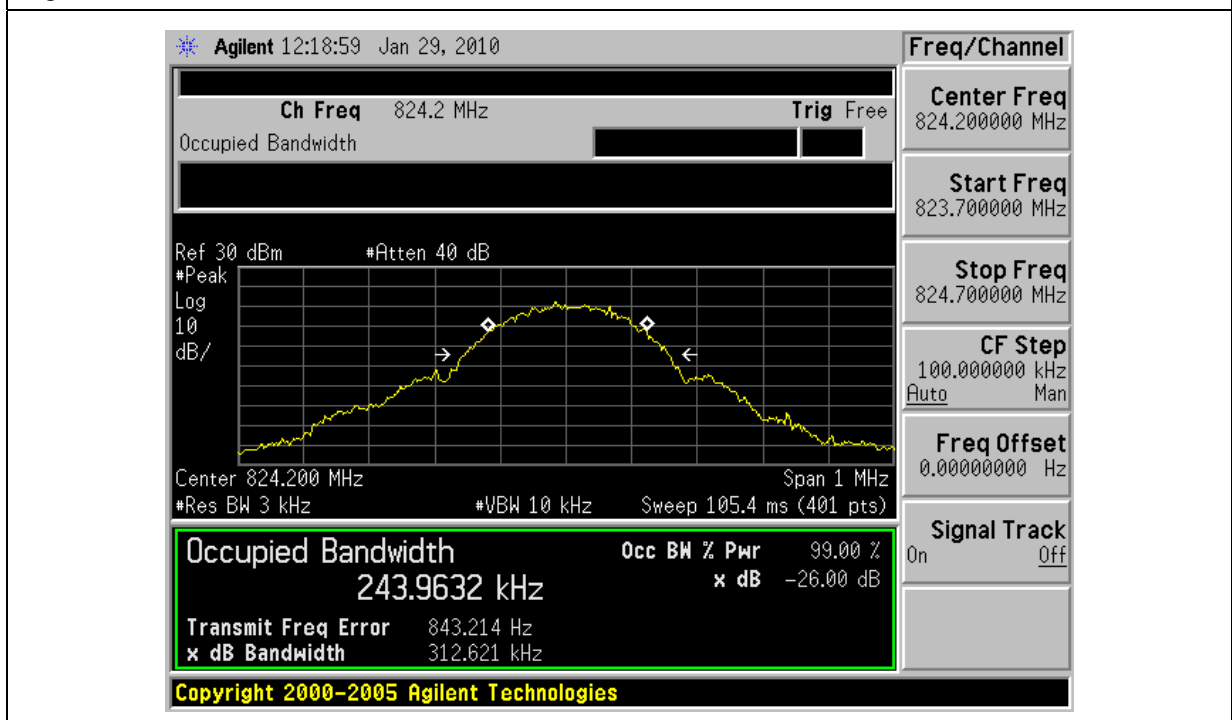 Agilent 12:18:59 Jan 29, 2010
Freq/Channel
Ch Freq 824.2 MHz Trig Free
Occupied Bandwidth
Center Freq
824.200000 MHz
Start Freq
823.700000 MHz
Stop Freq
824.700000 MHz
CF Step
100.000000 kHz
Auto Man
Freq Offset
0.00000000 Hz
Signal Track
On Off
Ref 30 dBm #Atten 40 dB
#Peak
Log
10
dB/
Center 824.200 MHz Span 1 MHz
#Res BW 3 kHz #VBW 10 kHz Sweep 105.4 ms (401 pts)
Occupied Bandwidth Occ BW % Pwr 99.00 %
243.9632 kHz x dB -26.00 dB
Transmit Freq Error 843.214 Hz
x dB Bandwidth 312.621 kHz
Copyright 2000-2005 Agilent Technologies